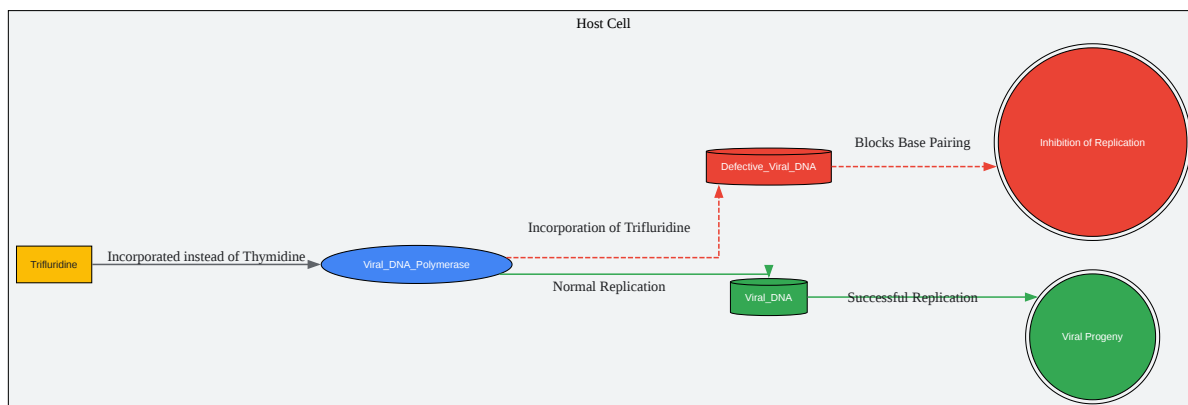 Host Cell
Blocks Base Pairing
Inhibition of Replication
Defective_Viral_DNA
Incorporation of Trifluridine
Incorporated instead of Thymidine
Trifluridine
Viral_DNA_Polymerase
Normal Replication
Viral_DNA
Successful Replication
Viral Progeny